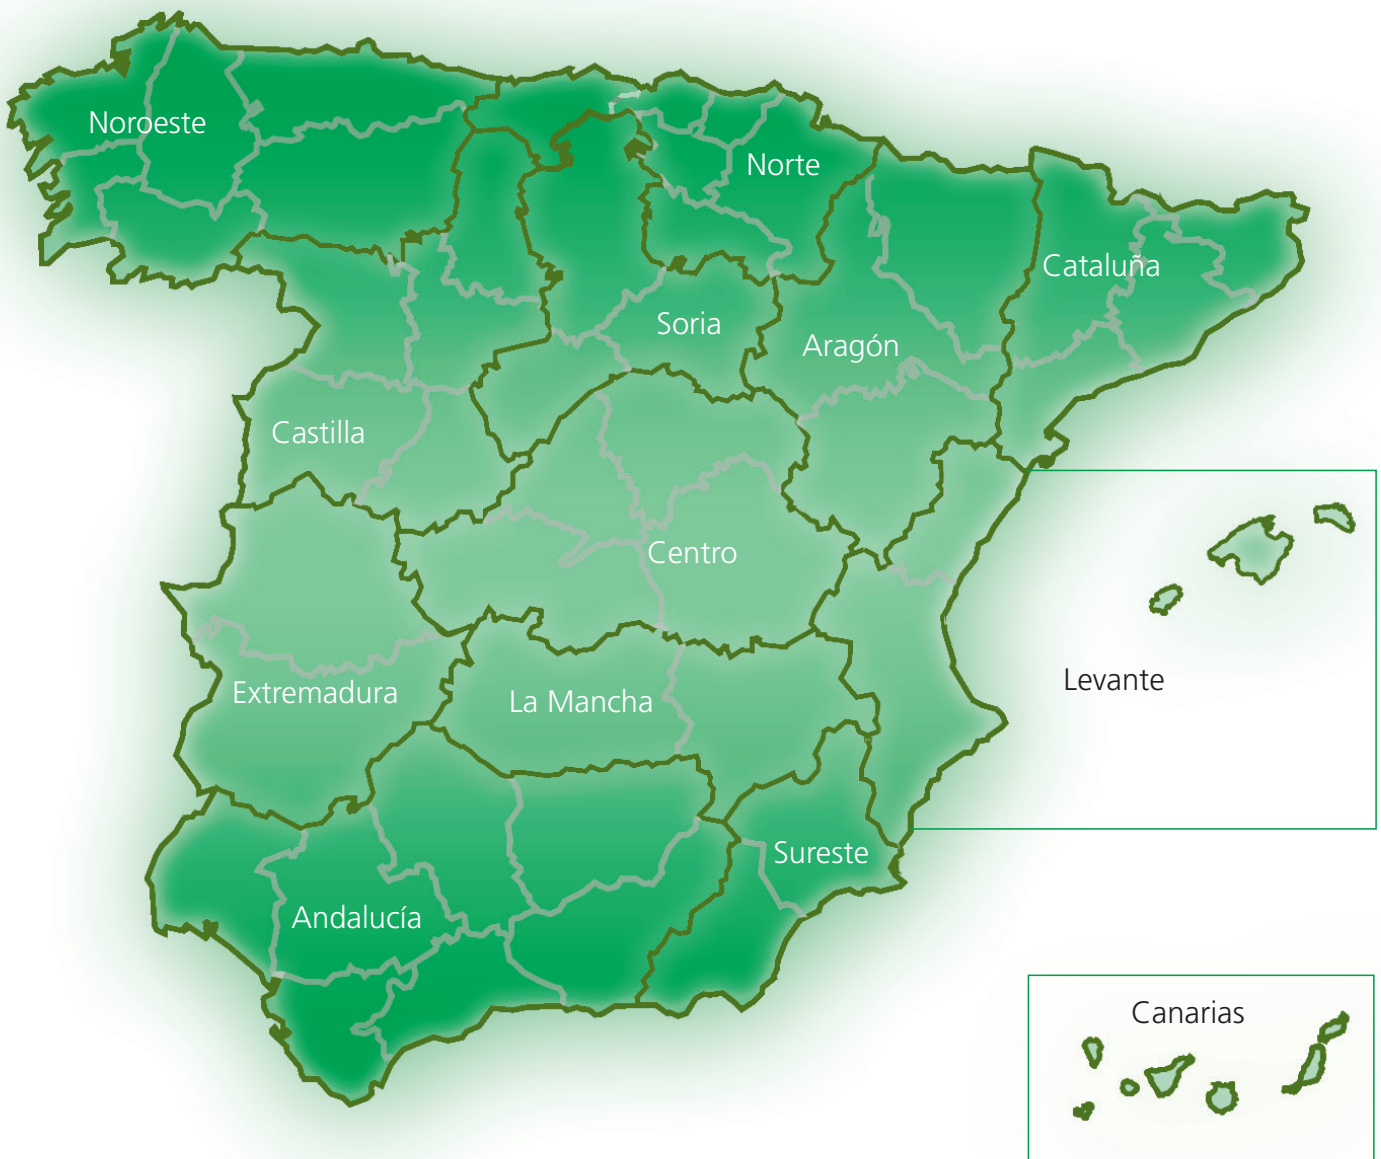 Noroeste
Norte
Cataluña
Soria
Aragón
Castilla
Centro
Levante
Extremadura
La Mancha
Sureste
Andalucía
Canarias